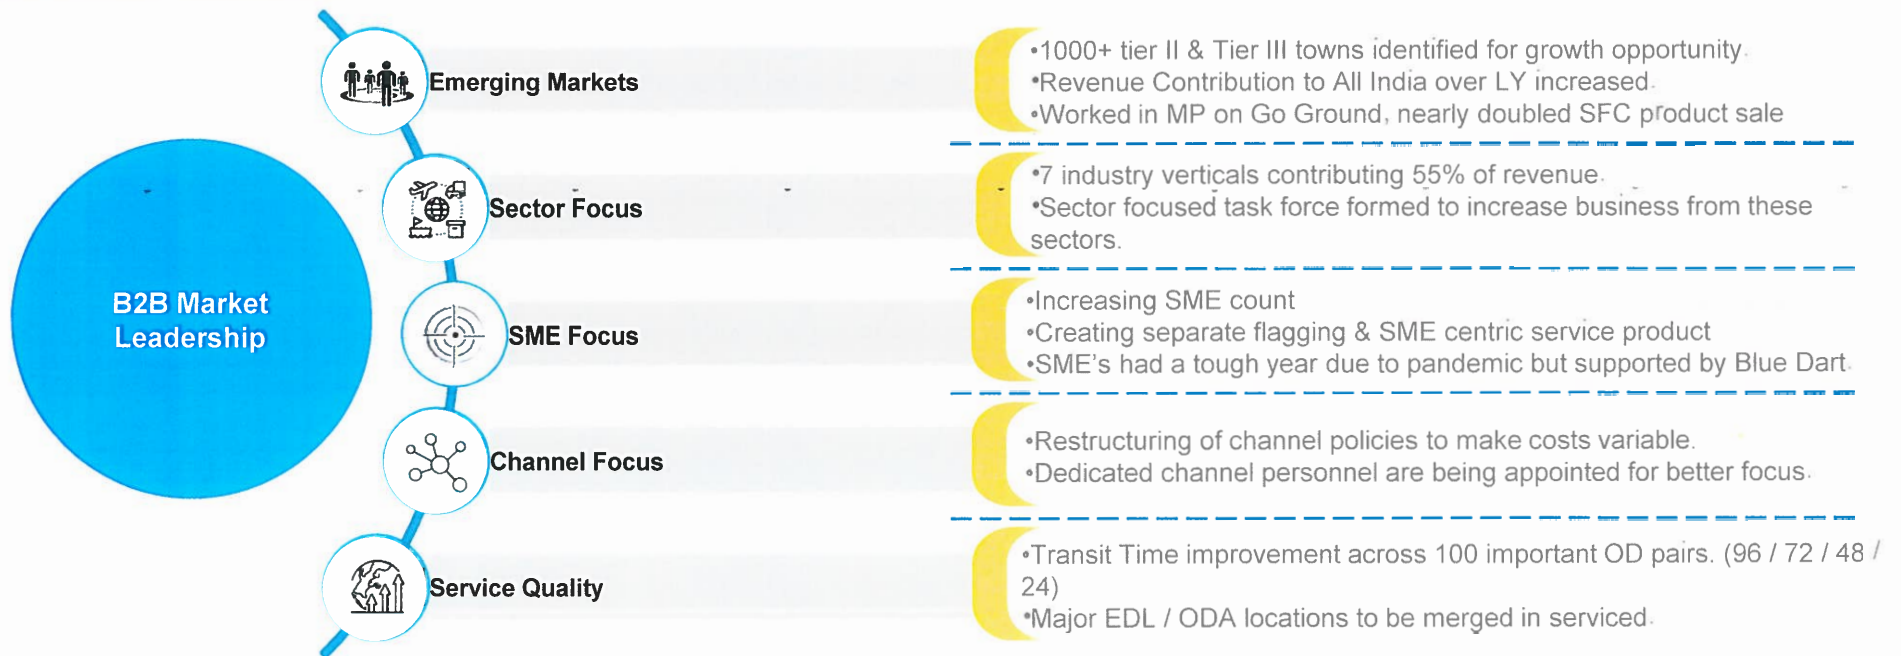 B2B Market
Leadership
Emerging Markets
•1000+ tier II & Tier III towns identified for growth opportunity.
•Revenue Contribution to All India over LY increased.
•Worked in MP on Go Ground, nearly doubled SFC product sale
Sector Focus
•7 industry verticals contributing 55% of revenue.
•Sector focused task force formed to increase business from these
sectors.
SME Focus
•Increasing SME count
•Creating separate flagging & SME centric service product
•SME's had a tough year due to pandemic but supported by Blue Dart.
Channel Focus
•Restructuring of channel policies to make costs variable.
•Dedicated channel personnel are being appointed for better focus.
Service Quality
•Transit Time improvement across 100 important OD pairs. (96 / 72 / 48 /
24)
•Major EDL / ODA locations to be merged in serviced.